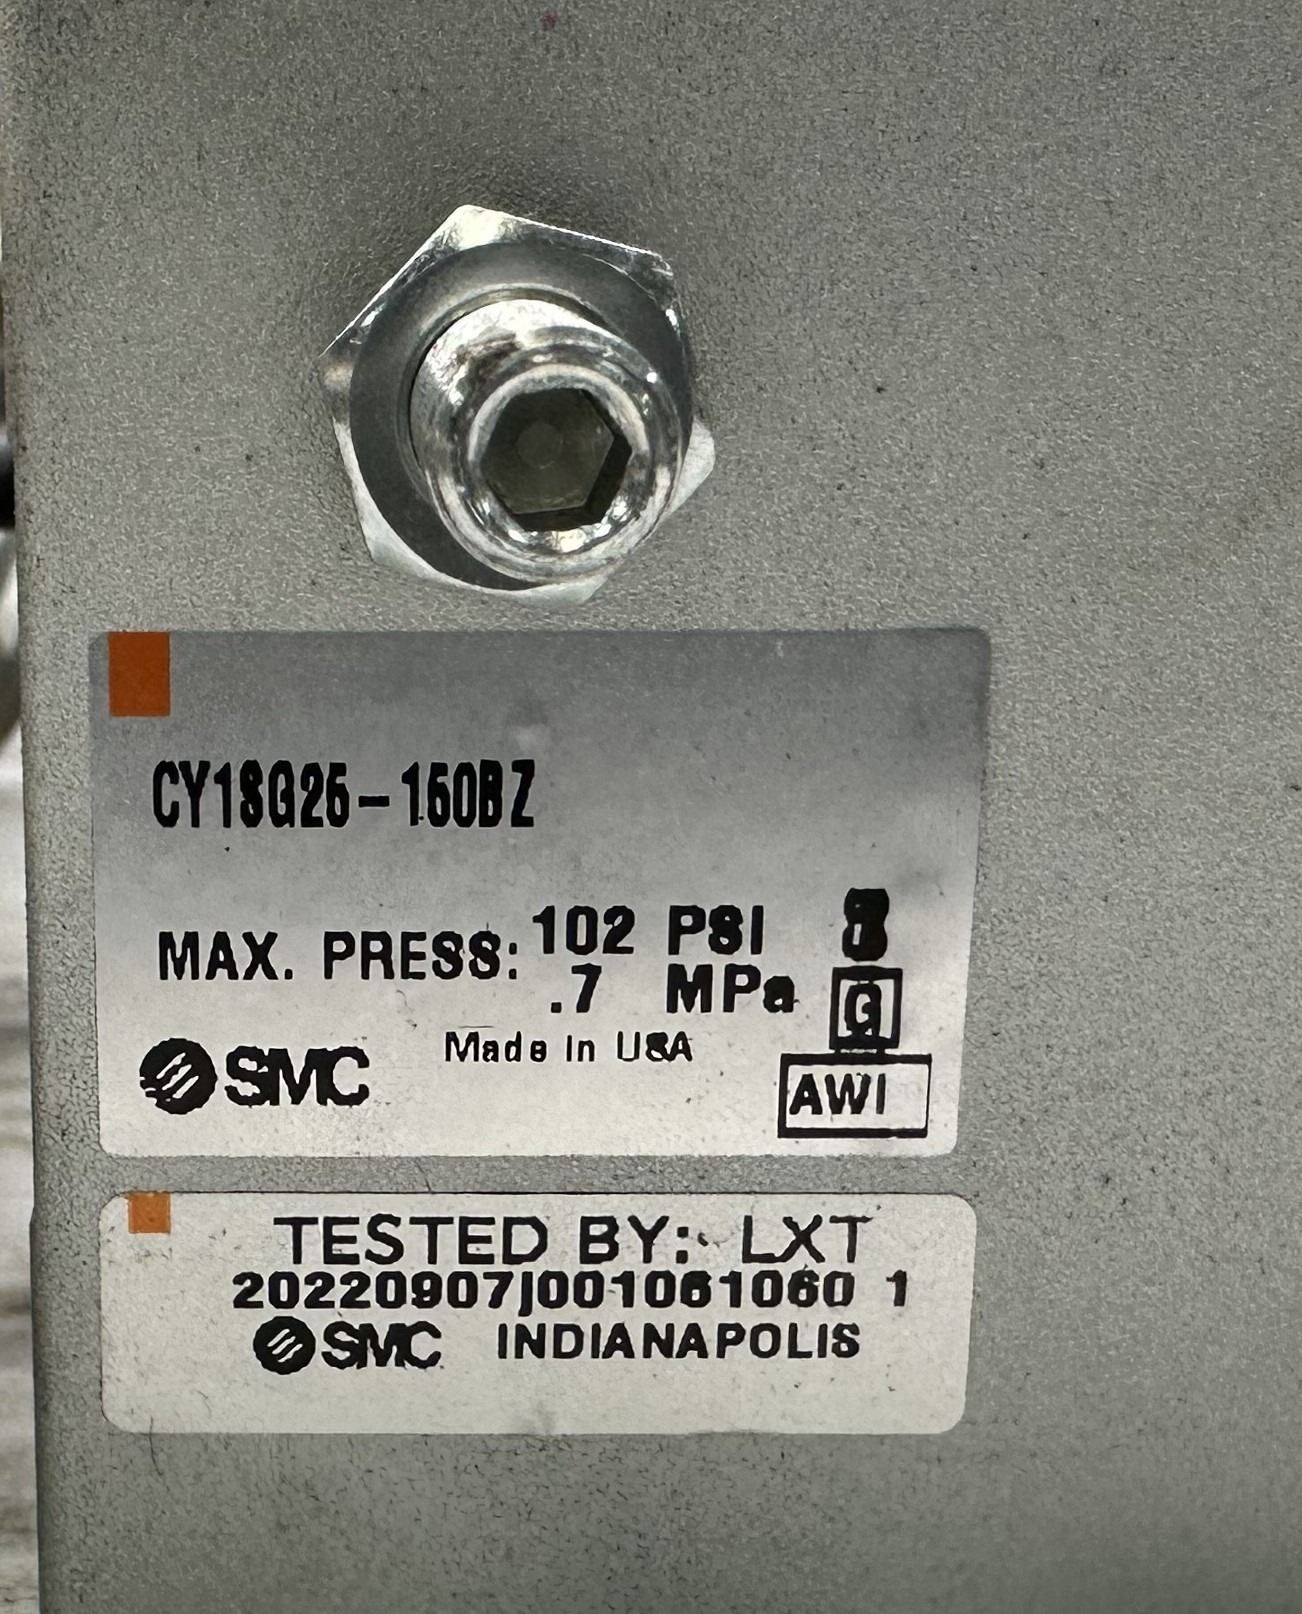 CY1SG25-150BZ
MAX. PRESS: 102 PSI
.7 MPa
G
SMC Made in USA
AWI
TESTED BY: LXT
20220907J001061060 1
SMC INDIANAPOLIS